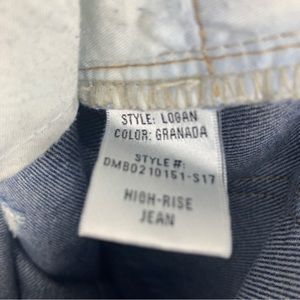 STYLE: LOGAN
COLOR: GRANADA
STYLE #:
DMB0210151-S17
HIGH-RISE
JEAN